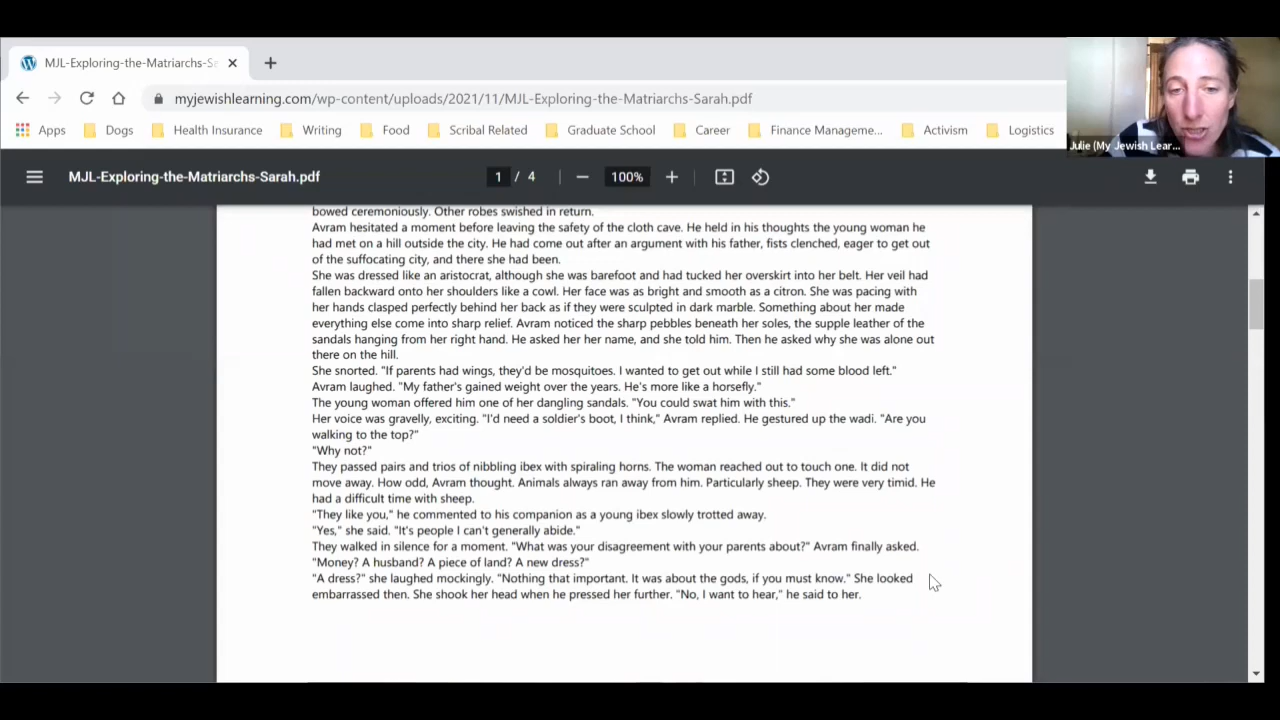 MJL-Exploring-the-Matriarchs-Sa
myjewishlearning.com/wp-content/uploads/2021/11/MJL-Exploring-the-Matriarchs-Sarah.pdf
Apps Dogs Health Insurance Writing Food Scribal Related Graduate School Career Finance Manageme... Activism Logistics
Julie (My Jewish Lear...
MJL-Exploring-the-Matriarchs-Sarah.pdf 1 / 4 100%
bowed ceremoniously. Other robes swished in return.
Avram hesitated a moment before leaving the safety of the cloth cave. He held in his thoughts the young woman he
had met on a hill outside the city. He had come out after an argument with his father, fists clenched, eager to get out
of the suffocating city, and there she had been.
She was dressed like an aristocrat, although she was barefoot and had tucked her overskirt into her belt. Her veil had
fallen backward onto her shoulders like a cowl. Her face was as bright and smooth as a citron. She was pacing with
her hands clasped perfectly behind her back as if they were sculpted in dark marble. Something about her made
everything else come into sharp relief. Avram noticed the sharp pebbles beneath her soles, the supple leather of the
sandals hanging from her right hand. He asked her her name, and she told him. Then he asked why she was alone out
there on the hill.
She snorted. "If parents had wings, they'd be mosquitoes. I wanted to get out while I still had some blood left."
Avram laughed. "My father's gained weight over the years. He's more like a horsefly."
The young woman offered him one of her dangling sandals. "You could swat him with this."
Her voice was gravelly, exciting. "I'd need a soldier's boot, I think," Avram replied. He gestured up the wadi. "Are you
walking to the top?"
"Why not?"
They passed pairs and trios of nibbling ibex with spiraling horns. The woman reached out to touch one. It did not
move away. How odd, Avram thought. Animals always ran away from him. Particularly sheep. They were very timid. He
had a difficult time with sheep.
"They like you," he commented to his companion as a young ibex slowly trotted away.
"Yes," she said. "It's people I can't generally abide."
They walked in silence for a moment. "What was your disagreement with your parents about?" Avram finally asked.
"Money? A husband? A piece of land? A new dress?"
"A dress?" she laughed mockingly. "Nothing that important. It was about the gods, if you must know." She looked
embarrassed then. She shook her head when he pressed her further. "No, I want to hear," he said to her.